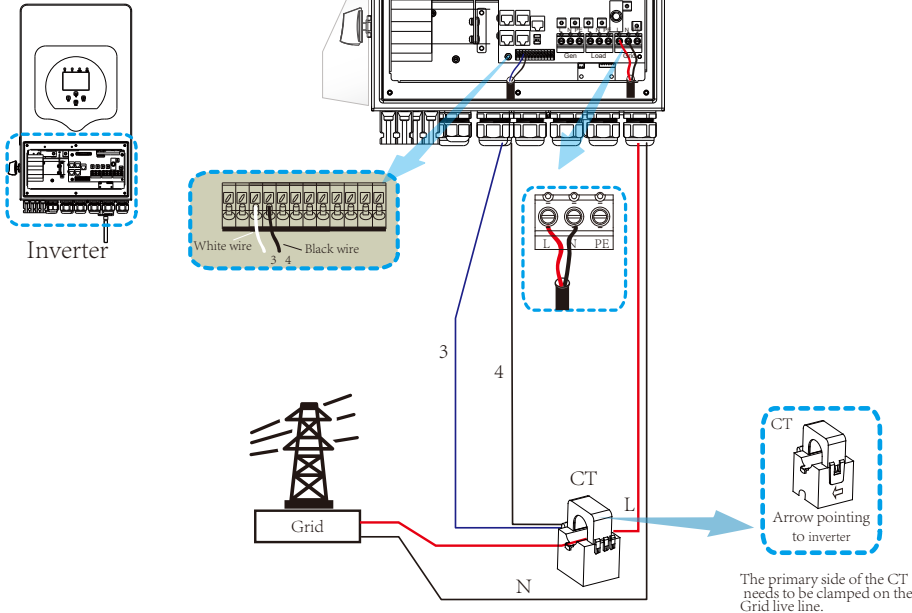 Gen Load Grid
Inverter
White wire
Black wire
3 4
L N PE
3
4
CT
L
Grid
N
CT
Arrow pointing
to inverter
The primary side of the CT
needs to be clamped on the
Grid live line.